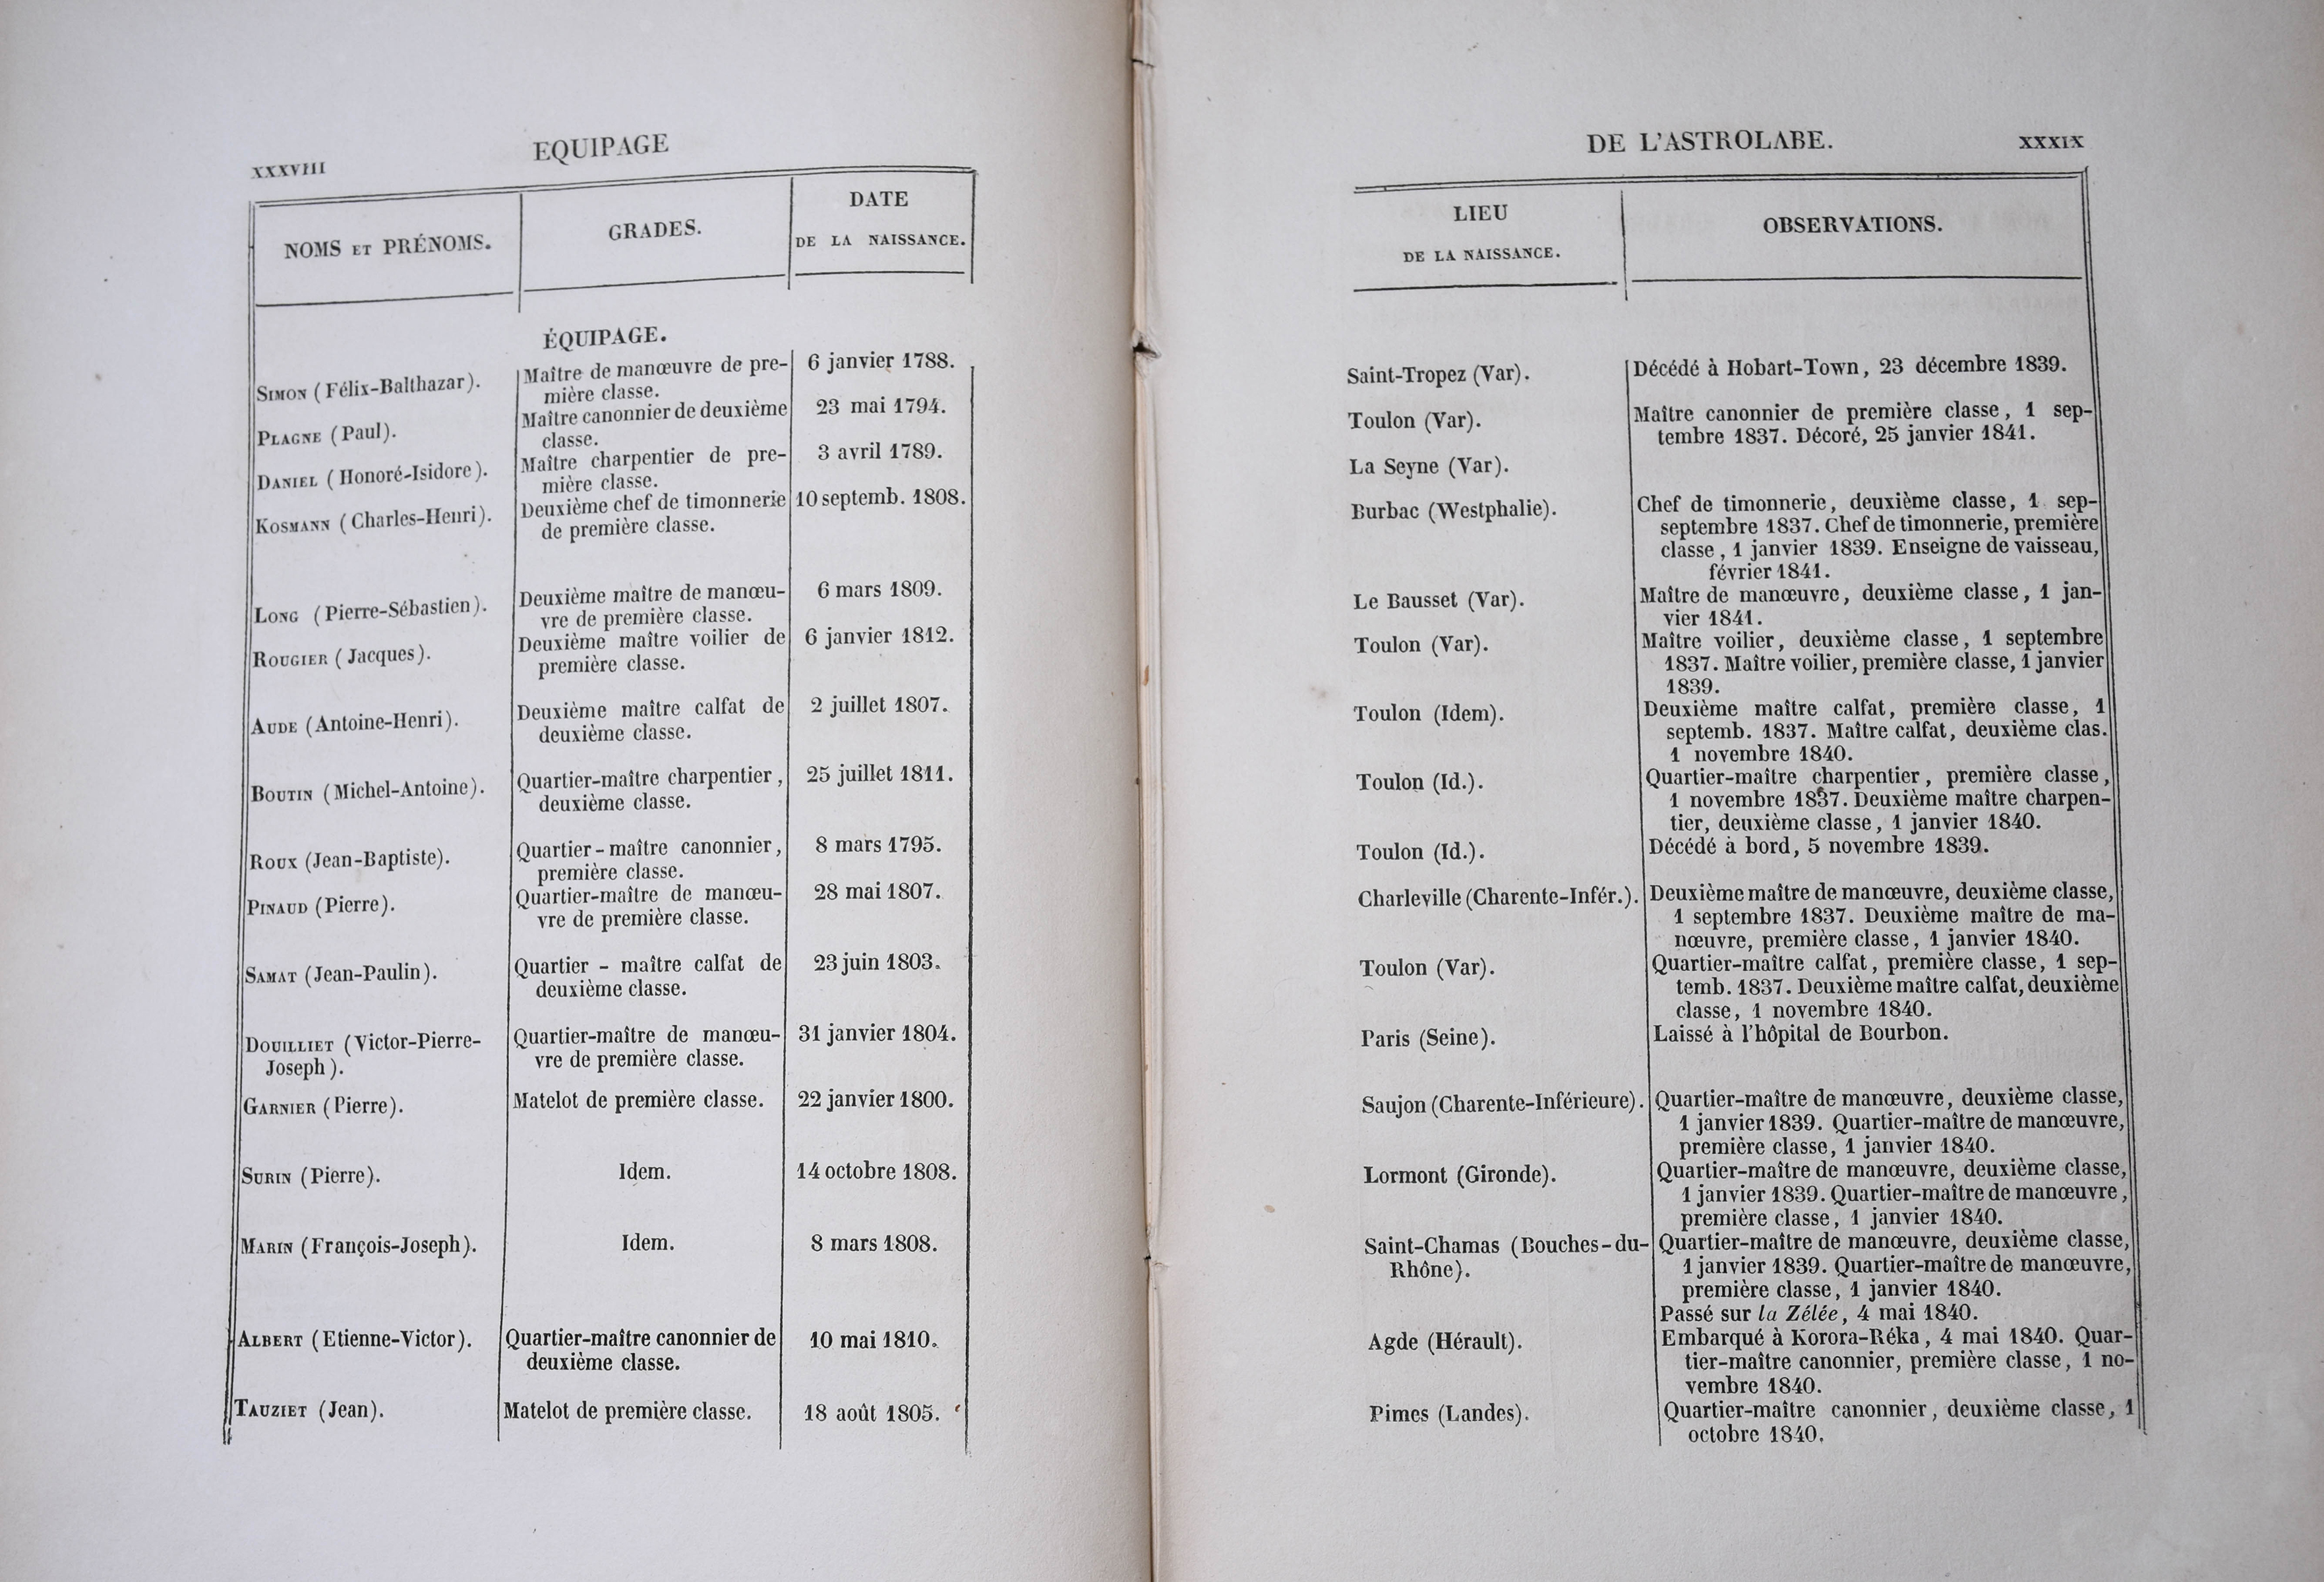 XXXVIII
EQUIPAGE
NOMS ET PRÉNOMS.
GRADES.
DATE
DE LA NAISSANCE.
ÉQUIPAGE.
SIMON (Félix-Balthazar).
Maître de manœuvre de pre-
mière classe.
6 janvier 1788.
PLAGNE (Paul).
Maître canonnier de deuxième
classe.
23 mai 1794.
DANIEL (Honoré-Isidore).
Maître charpentier de pre-
mière classe.
3 avril 1789.
KOSMANN (Charles-Henri).
Deuxième chef de timonnerie
de première classe.
10 septemb. 1808.
LONG (Pierre-Sébastien).
Deuxième maître de manœu-
vre de première classe.
6 mars 1809.
ROUGIER (Jacques).
Deuxième maître voilier de
première classe.
6 janvier 1812.
AUDE (Antoine-Henri).
Deuxième maître calfat de
deuxième classe.
2 juillet 1807.
BOUTIN (Michel-Antoine).
Quartier-maître charpentier,
deuxième classe.
25 juillet 1811.
ROUX (Jean-Baptiste).
Quartier-maître canonnier,
première classe.
8 mars 1795.
PINAUD (Pierre).
Quartier-maître de manœu-
vre de première classe.
28 mai 1807.
SAMAT (Jean-Paulin).
Quartier-maître calfat de
deuxième classe.
23 juin 1803.
DOUILLIET (Victor-Pierre-
Joseph).
Quartier-maître de manœu-
vre de première classe.
31 janvier 1804.
GARNIER (Pierre).
Matelot de première classe.
22 janvier 1800.
SURIN (Pierre).
Idem.
14 octobre 1808.
MARIN (François-Joseph).
Idem.
8 mars 1808.
ALBERT (Etienne-Victor).
Quartier-maître canonnier de
deuxième classe.
10 mai 1810.
TAUZIET (Jean).
Matelot de première classe.
18 août 1805.
DE L'ASTROLABE.
XXXIX
LIEU
DE LA NAISSANCE.
OBSERVATIONS.
Saint-Tropez (Var).
Décédé à Hobart-Town, 23 décembre 1839.
Toulon (Var).
Maître canonnier de première classe, 1 sep-
tembre 1837. Décoré, 25 janvier 1841.
La Seyne (Var).
Burbac (Westphalie).
Chef de timonnerie, deuxième classe, 1 sep-
septembre 1837. Chef de timonnerie, première
classe, 1 janvier 1839. Enseigne de vaisseau,
février 1841.
Le Bausset (Var).
Maître de manœuvre, deuxième classe, 1 jan-
vier 1841.
Toulon (Var).
Maître voilier, deuxième classe, 1 septembre
1837. Maître voilier, première classe, 1 janvier
1839.
Toulon (Idem).
Deuxième maître calfat, première classe, 1
septemb. 1837. Maître calfat, deuxième clas.
1 novembre 1840.
Toulon (Id.).
Quartier-maître charpentier, première classe,
1 novembre 1837. Deuxième maître charpen-
tier, deuxième classe, 1 janvier 1840.
Toulon (Id.).
Décédé à bord, 5 novembre 1839.
Charleville (Charente-Infér.).
Deuxième maître de manœuvre, deuxième classe,
1 septembre 1837. Deuxième maître de ma-
nœuvre, première classe, 1 janvier 1840.
Toulon (Var).
Quartier-maître calfat, première classe, 1 sep-
temb. 1837. Deuxième maître calfat, deuxième
classe, 1 novembre 1840.
Paris (Seine).
Laissé à l'hôpital de Bourbon.
Saujon (Charente-Inférieure).
Quartier-maître de manœuvre, deuxième classe,
1 janvier 1839. Quartier-maître de manœuvre,
première classe, 1 janvier 1840.
Lormont (Gironde).
Quartier-maître de manœuvre, deuxième classe,
1 janvier 1839. Quartier-maître de manœuvre,
première classe, 1 janvier 1840.
Saint-Chamas (Bouches-du-
Rhône).
Quartier-maître de manœuvre, deuxième classe,
1 janvier 1839. Quartier-maître de manœuvre,
première classe, 1 janvier 1840.
Passé sur la Zélée, 4 mai 1840.
Agde (Hérault).
Embarqué à Korora-Réka, 4 mai 1840. Quar-
tier-maître canonnier, première classe, 1 no-
vembre 1840.
Pimes (Landes).
Quartier-maître canonnier, deuxième classe, 1
octobre 1840.